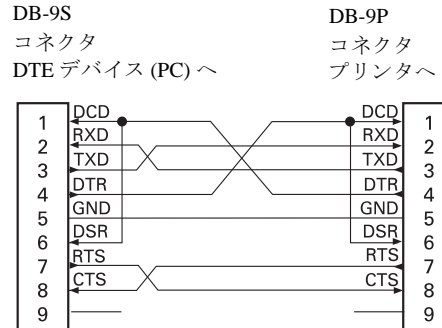 DB-9S
コネクタ
DTE デバイス (PC) へ
DB-9P
コネクタ
プリンタへ
1 DCD DCD 1
2 RXD RXD 2
3 TXD TXD 3
4 DTR DTR 4
5 GND GND 5
6 DSR DSR 6
7 RTS RTS 7
8 CTS CTS 8
9 9